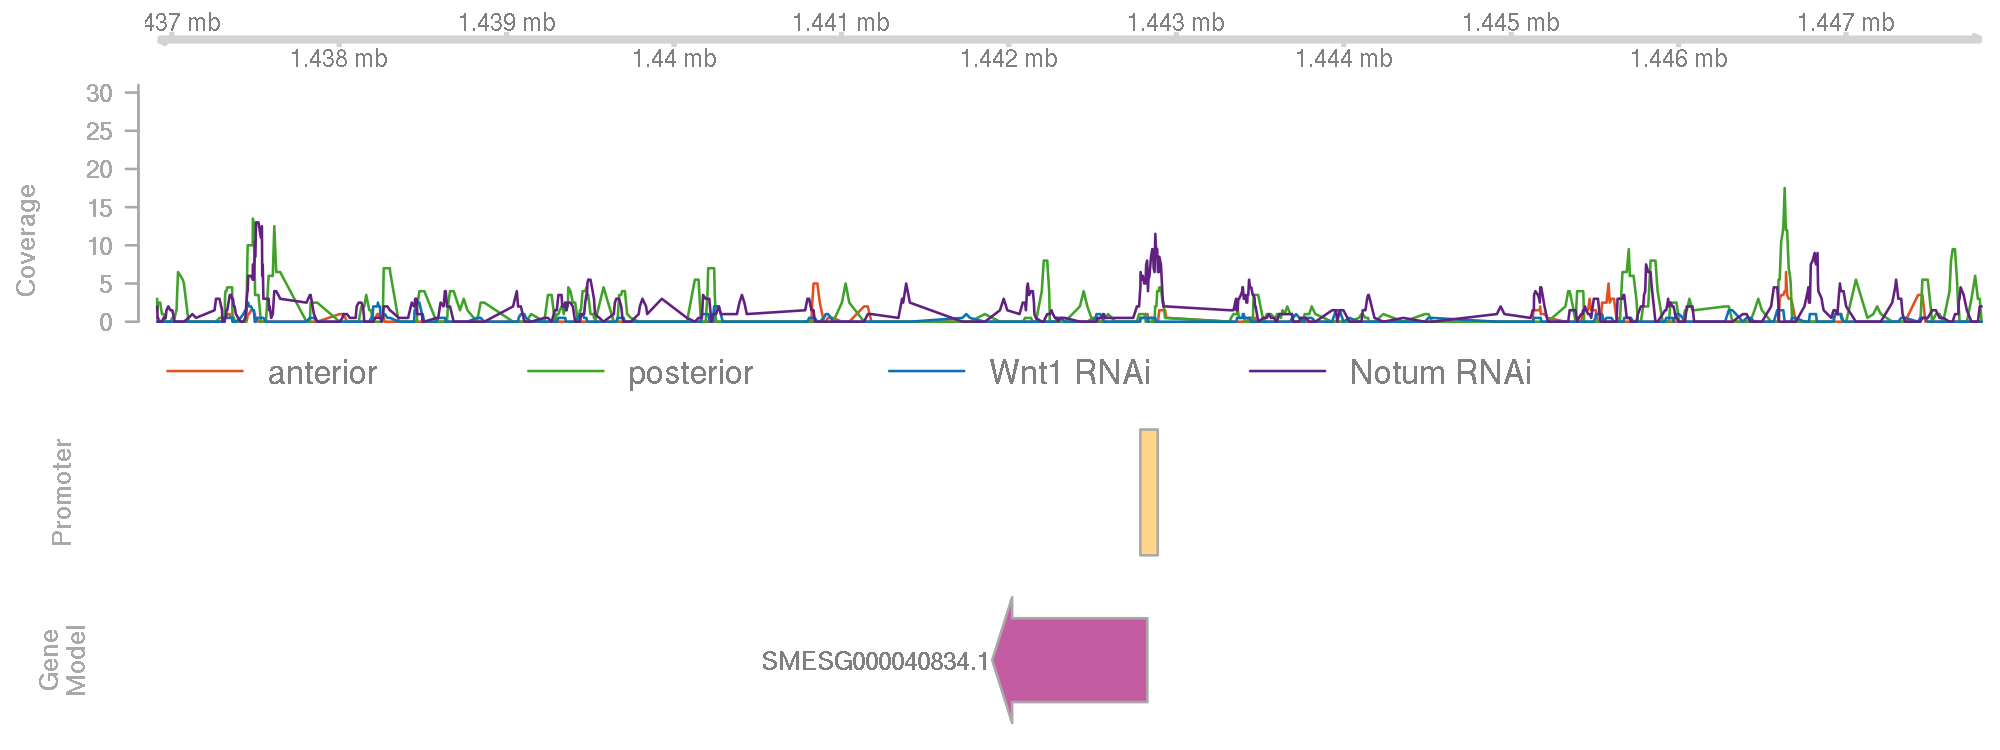 437 mb 1.439 mb 1.441 mb 1.443 mb 1.445 mb 1.447 mb
1.438 mb 1.44 mb 1.442 mb 1.444 mb 1.446 mb
Coverage
30
25
20
15
10
5
0
anterior posterior Wnt1 RNAi Notum RNAi
Promoter
Gene
Model
SMESG000040834.1